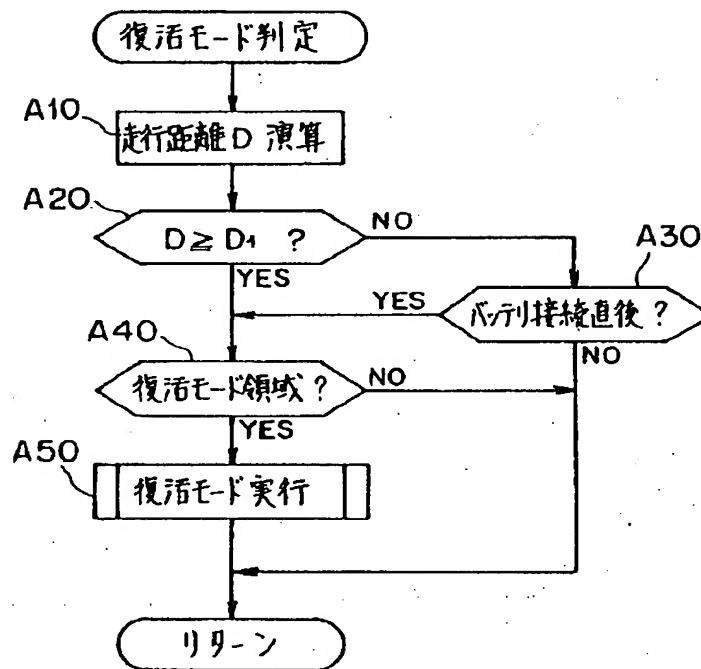 復活モード判定
A10
走行距離D 演算
A20
D≧D₁ ?
NO
YES
A30
バッテリ接続直後?
YES
NO
A40
復活モード領域?
NO
YES
A50
復活モード実行
リターン